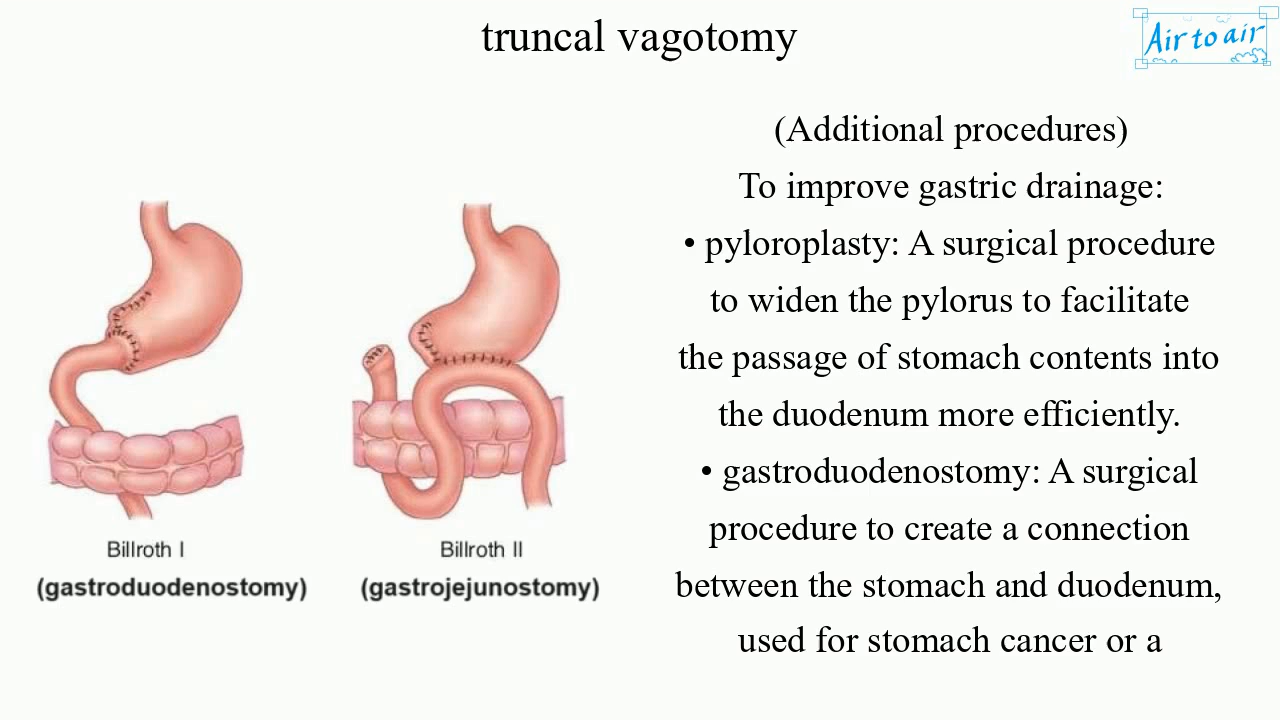 truncal vagotomy
Air to air
(Additional procedures)
To improve gastric drainage:
• pyloroplasty: A surgical procedure
to widen the pylorus to facilitate
the passage of stomach contents into
the duodenum more efficiently.
• gastroduodenostomy: A surgical
procedure to create a connection
between the stomach and duodenum,
used for stomach cancer or a
Billroth I
(gastroduodenostomy)
Billroth II
(gastrojejunostomy)